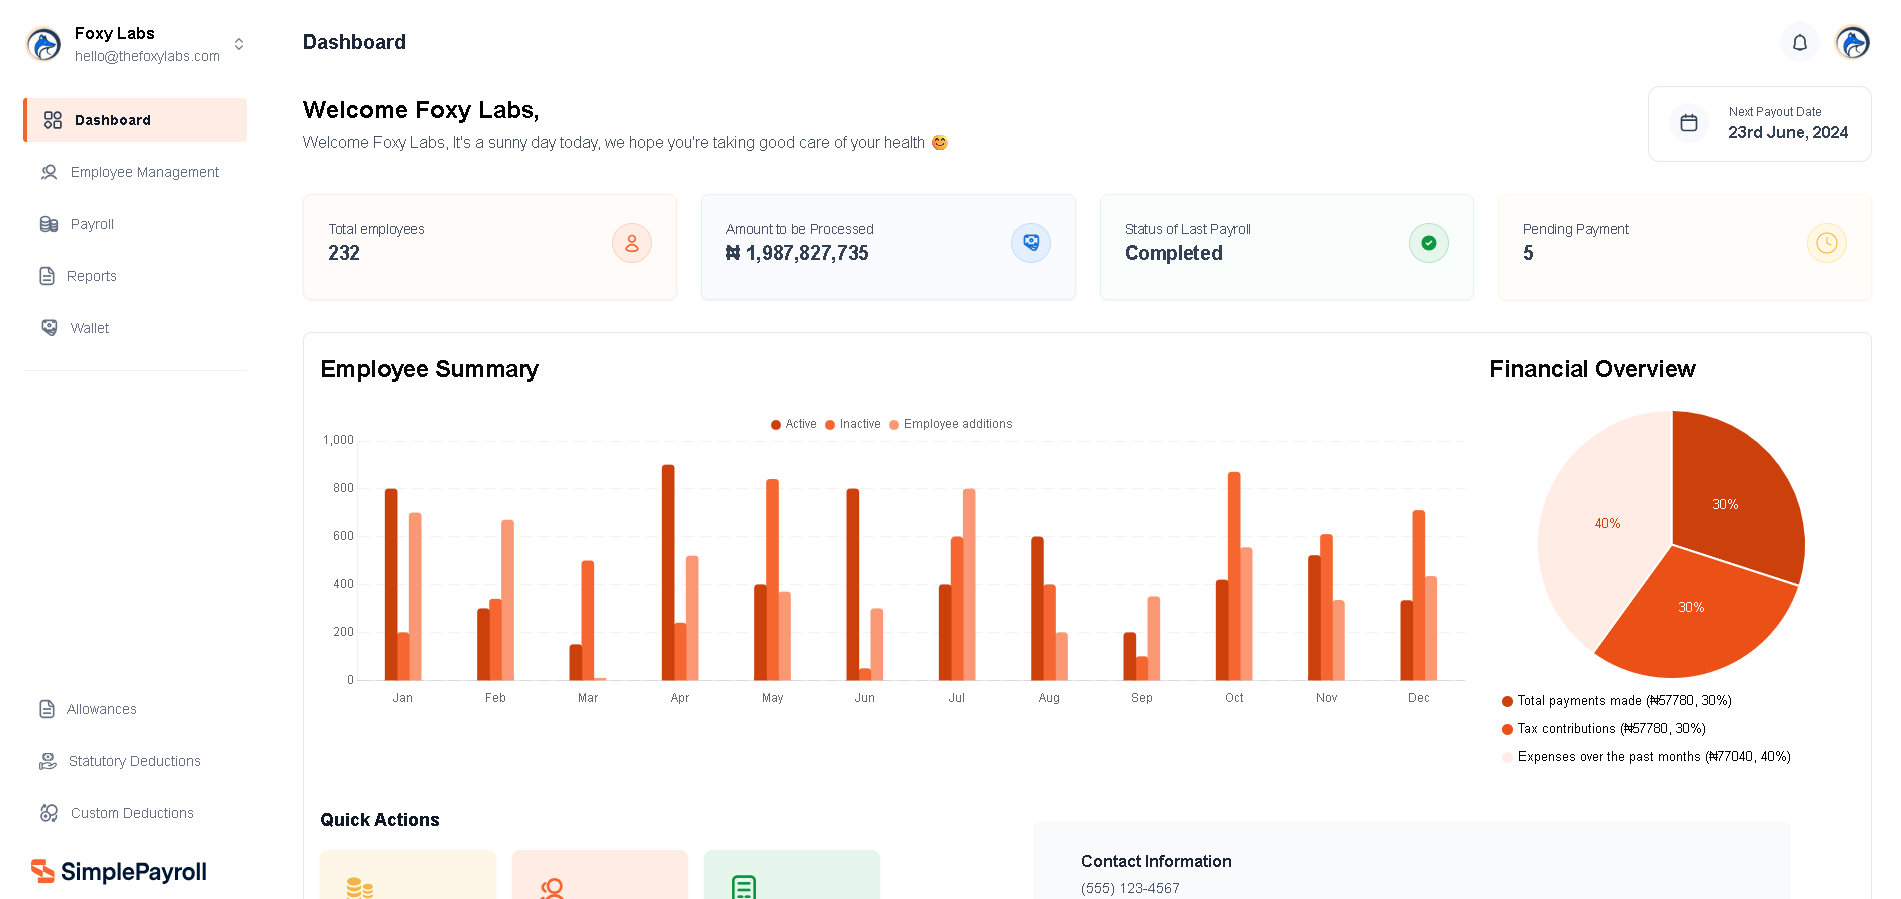 Foxy Labs
hello@thefoxylabs.com
Dashboard
Employee Management
Payroll
Reports
Wallet
Allowances
Statutory Deductions
Custom Deductions
SimplePayroll
Dashboard
Welcome Foxy Labs,
Welcome Foxy Labs, It's a sunny day today, we hope you're taking good care of your health 😊
Next Payout Date
23rd June, 2024
Total employees
232
Amount to be Processed
₦ 1,987,827,735
Status of Last Payroll
Completed
Pending Payment
5
Employee Summary
Active Inactive Employee additions
1,000
800
600
400
200
0
Jan Feb Mar Apr May Jun Jul Aug Sep Oct Nov Dec
Financial Overview
30%
40%
30%
Total payments made (₦57780, 30%)
Tax contributions (₦57780, 30%)
Expenses over the past months (₦77040, 40%)
Quick Actions
Contact Information
(555) 123-4567